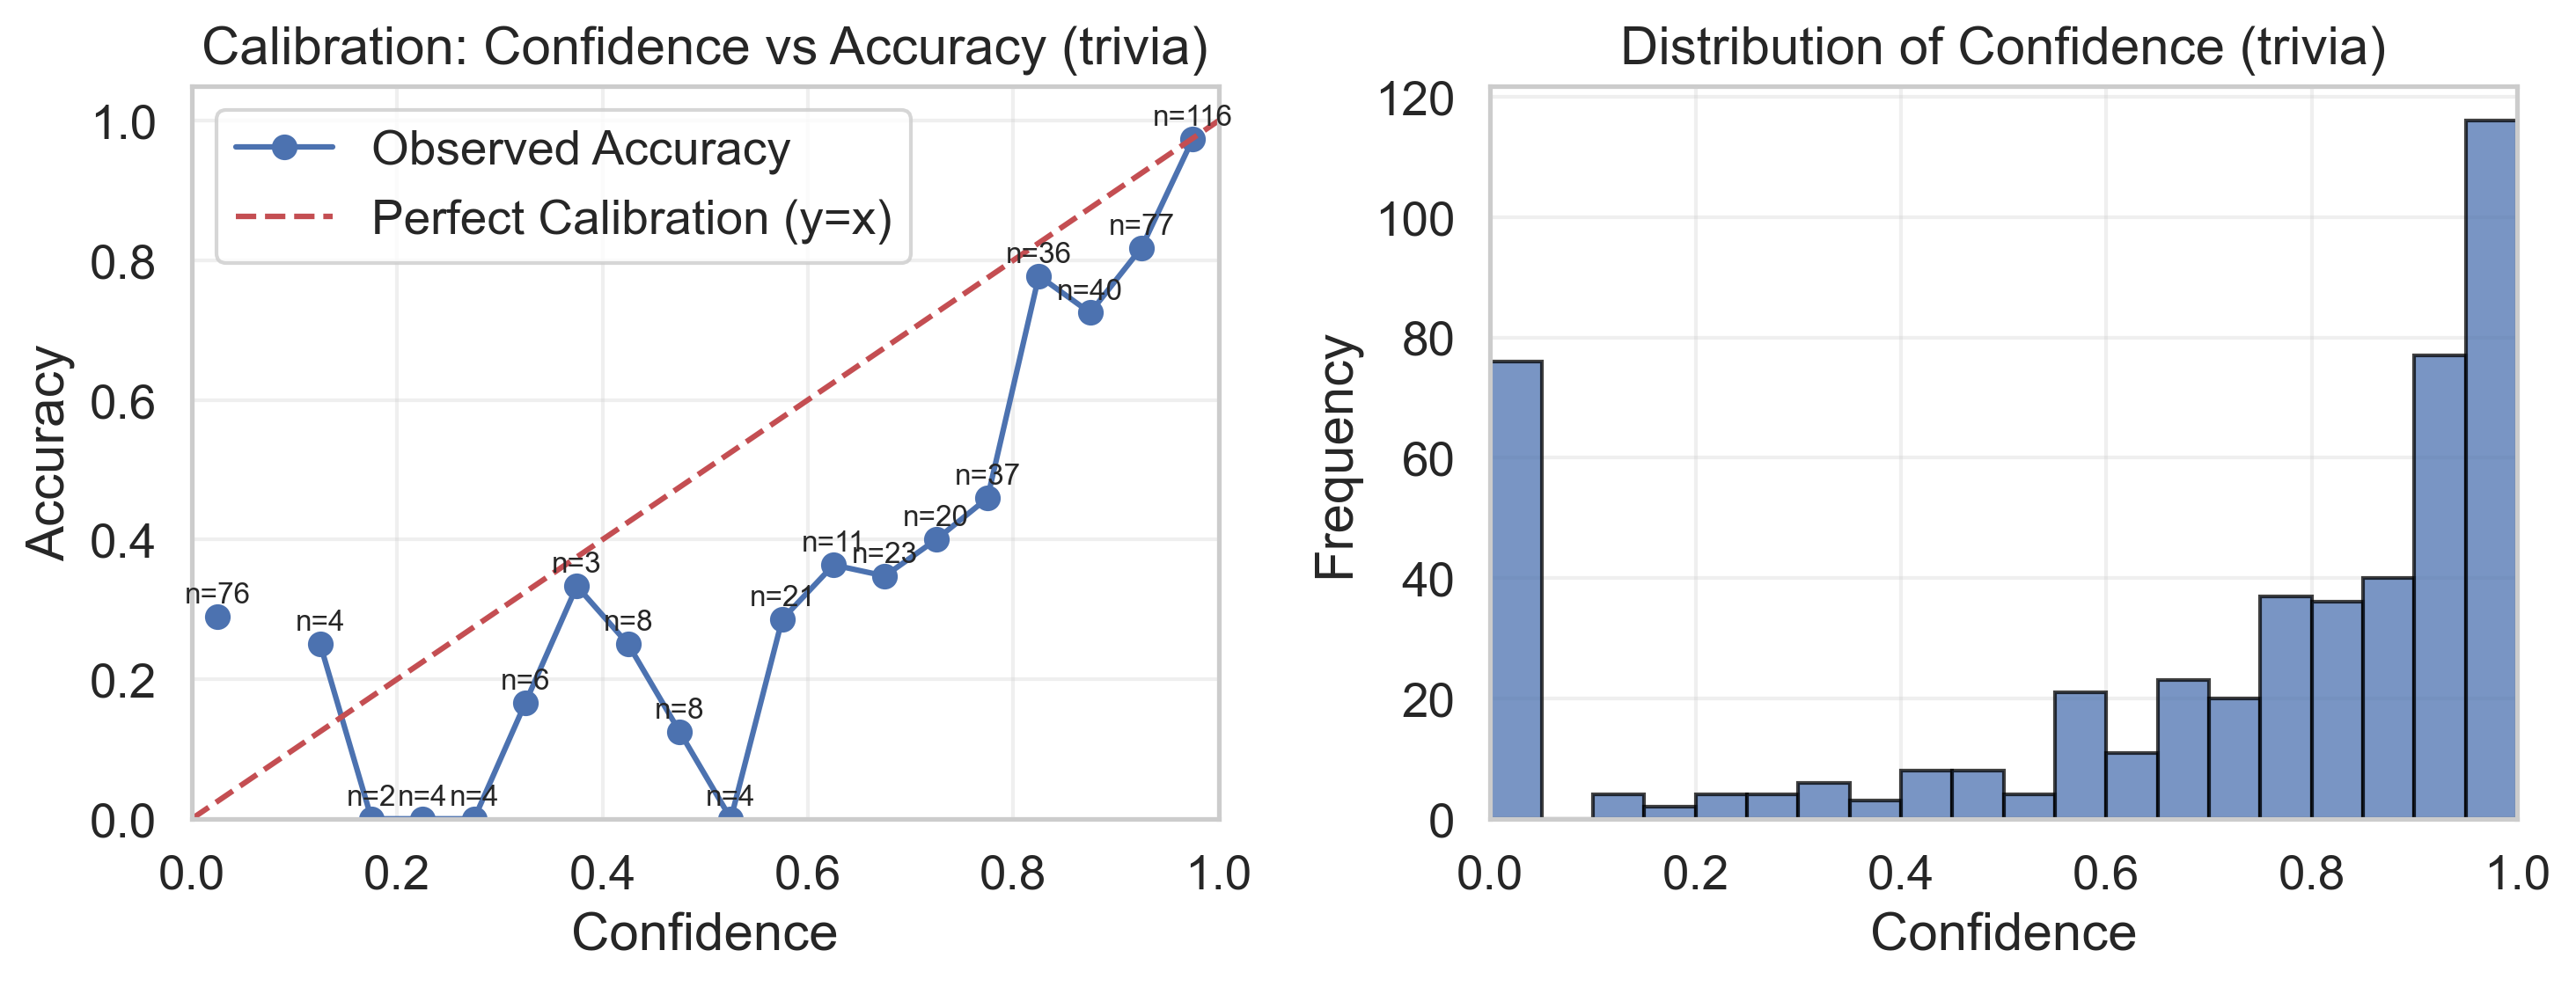 Calibration: Confidence vs Accuracy (trivia)
Observed Accuracy
Perfect Calibration (y=x)
Accuracy
1.0
0.8
0.6
0.4
0.2
0.0
n=76
n=4
n=2
n=4
n=4
n=6
n=3
n=8
n=8
n=4
n=21
n=11
n=23
n=20
n=37
n=36
n=40
n=77
n=116
0.0 0.2 0.4 0.6 0.8 1.0
Confidence
Distribution of Confidence (trivia)
Frequency
120
100
80
60
40
20
0
0.0 0.2 0.4 0.6 0.8 1.0
Confidence